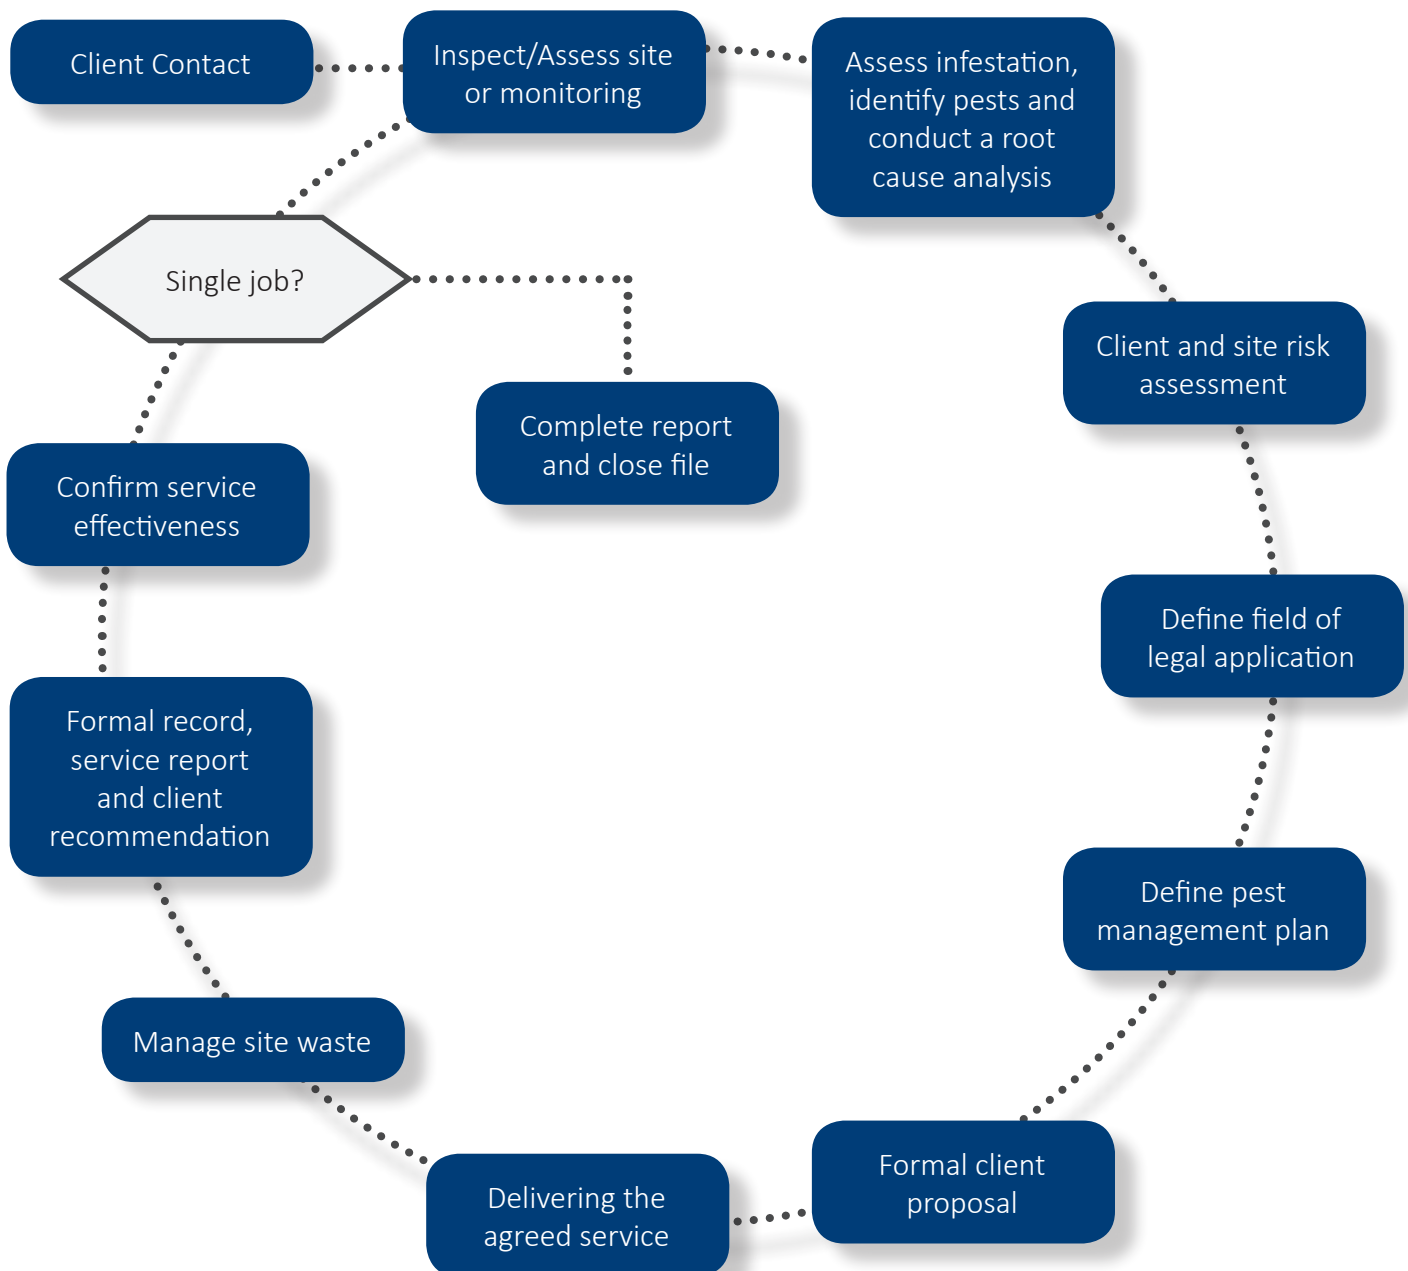 Client Contact
Inspect/Assess site
or monitoring
Assess infestation,
identify pests and
conduct a root
cause analysis
Client and site risk
assessment
Define field of
legal application
Define pest
management plan
Formal client
proposal
Delivering the
agreed service
Manage site waste
Formal record,
service report
and client
recommendation
Confirm service
effectiveness
Single job?
Complete report
and close file